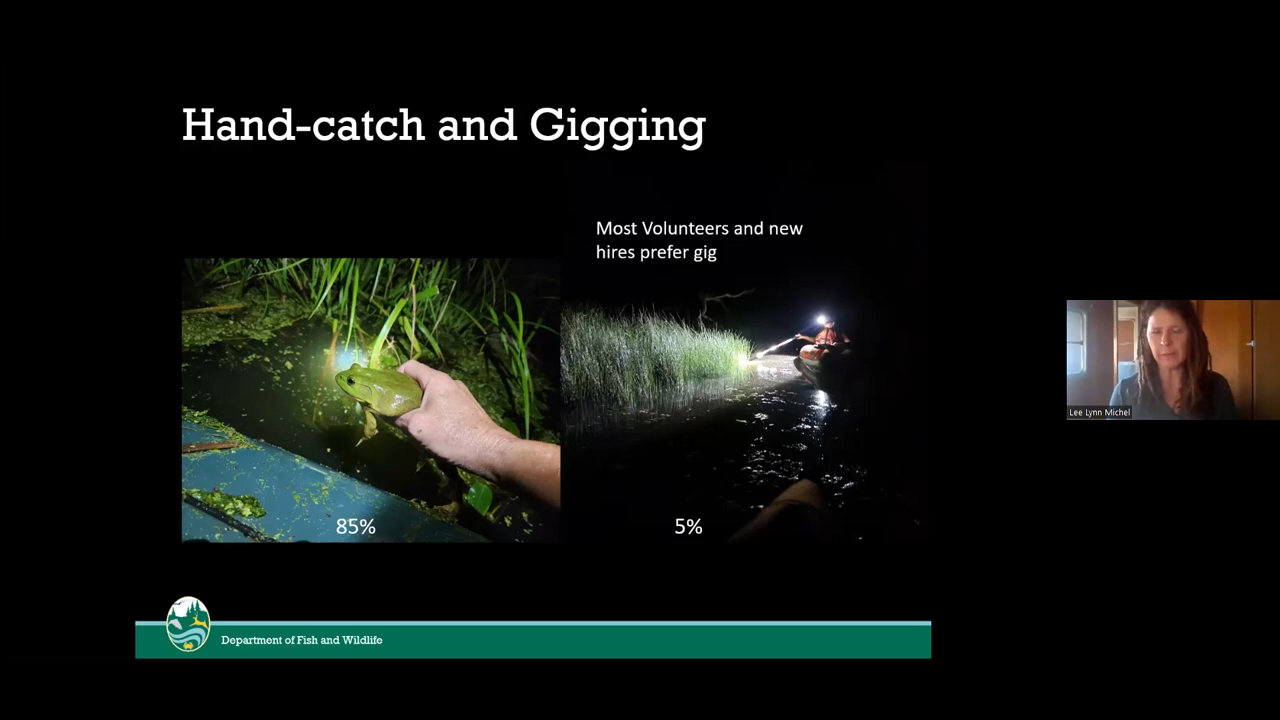 Hand-catch and Gigging
Most Volunteers and new
hires prefer gig
85%
5%
Lee Lynn Michel
Department of Fish and Wildlife